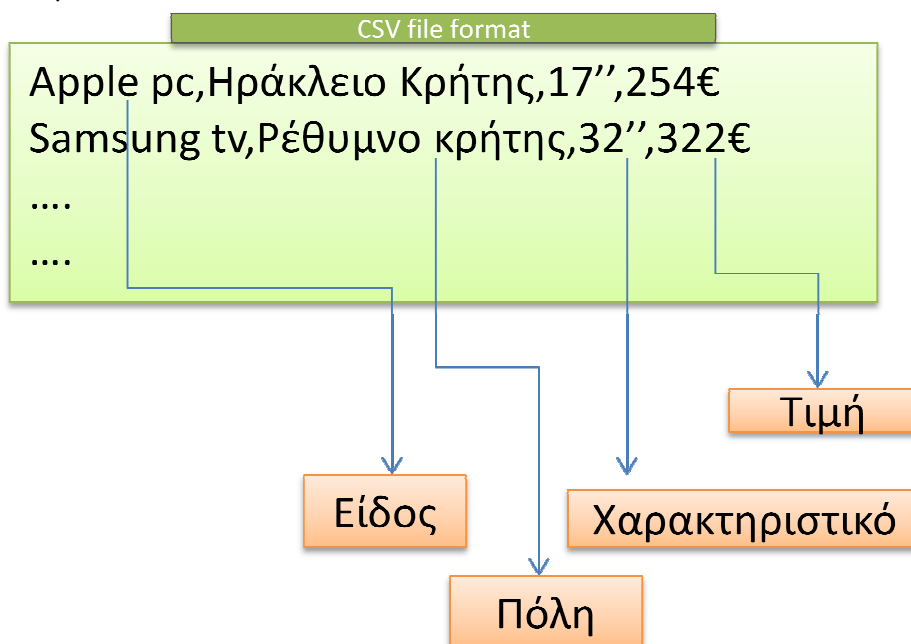 CSV file format
Apple pc,Ηράκλειο Κρήτης,17’’,254€
Samsung tv,Ρέθυμνο κρήτης,32’’,322€
....
....
Τιμή
Είδος
Χαρακτηριστικό
Πόλη